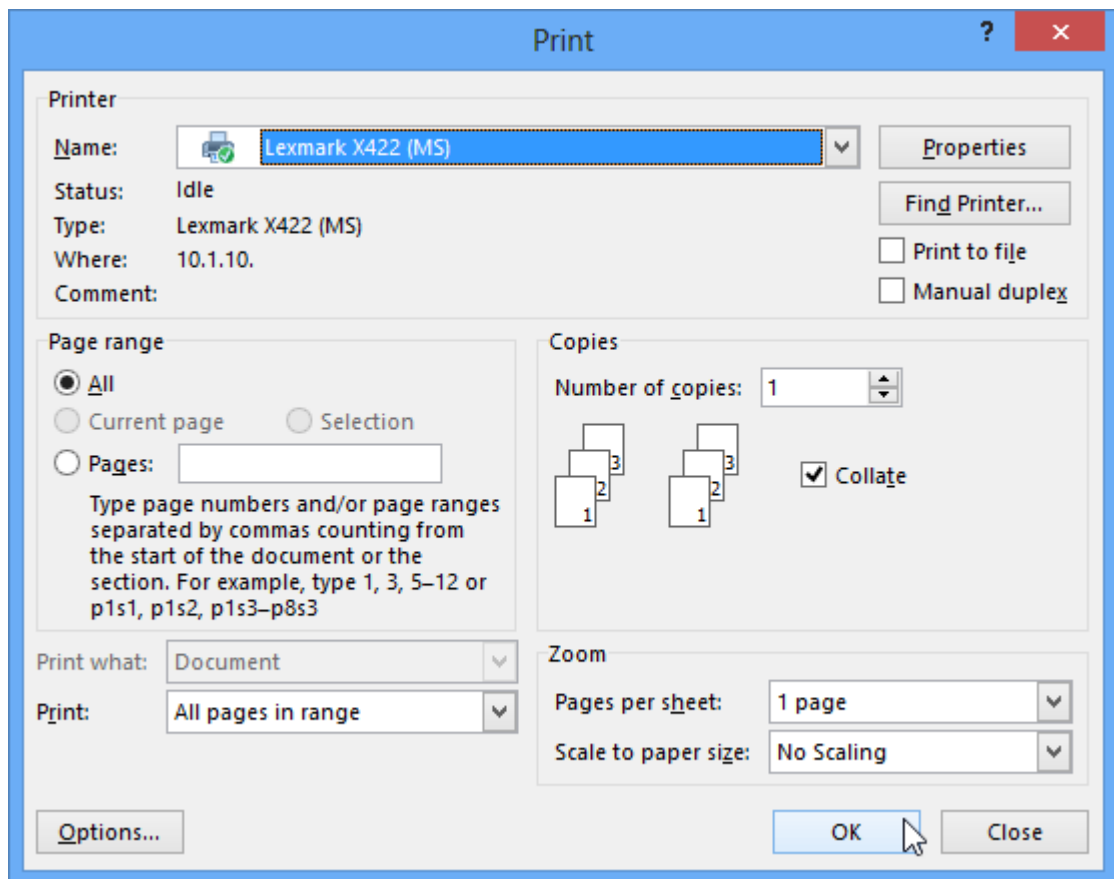 Print
?
Printer
Name: Lexmark X422 (MS)
Properties
Status: Idle
Find Printer...
Type: Lexmark X422 (MS)
Where: 10.1.10.
Print to file
Comment:
Manual duplex
Page range
All
Current page Selection
Pages:
Type page numbers and/or page ranges
separated by commas counting from
the start of the document or the
section. For example, type 1, 3, 5–12 or
p1s1, p1s2, p1s3–p8s3
Copies
Number of copies: 1
3 3
2 2
1 1
Collate
Print what: Document
Print: All pages in range
Zoom
Pages per sheet: 1 page
Scale to paper size: No Scaling
Options...
OK
Close